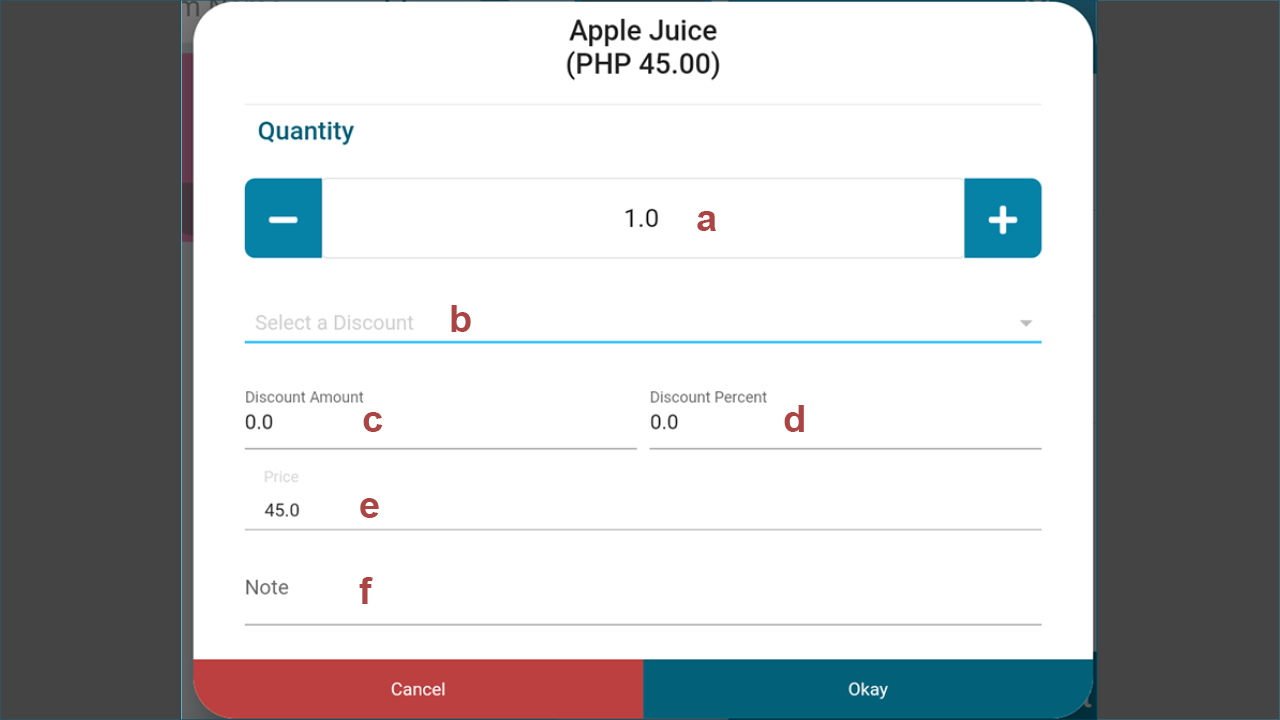 Apple Juice
(PHP 45.00)
Quantity
1.0 a
Select a Discount b
Discount Amount Discount Percent
0.0 c 0.0 d
Price
45.0 e
Note f
Cancel Okay